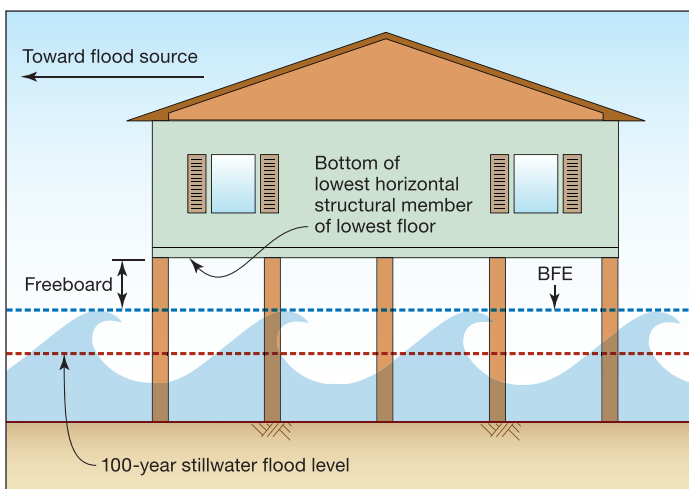 Toward flood source
Bottom of
lowest horizontal
structural member
of lowest floor
Freeboard
BFE
100-year stillwater flood level